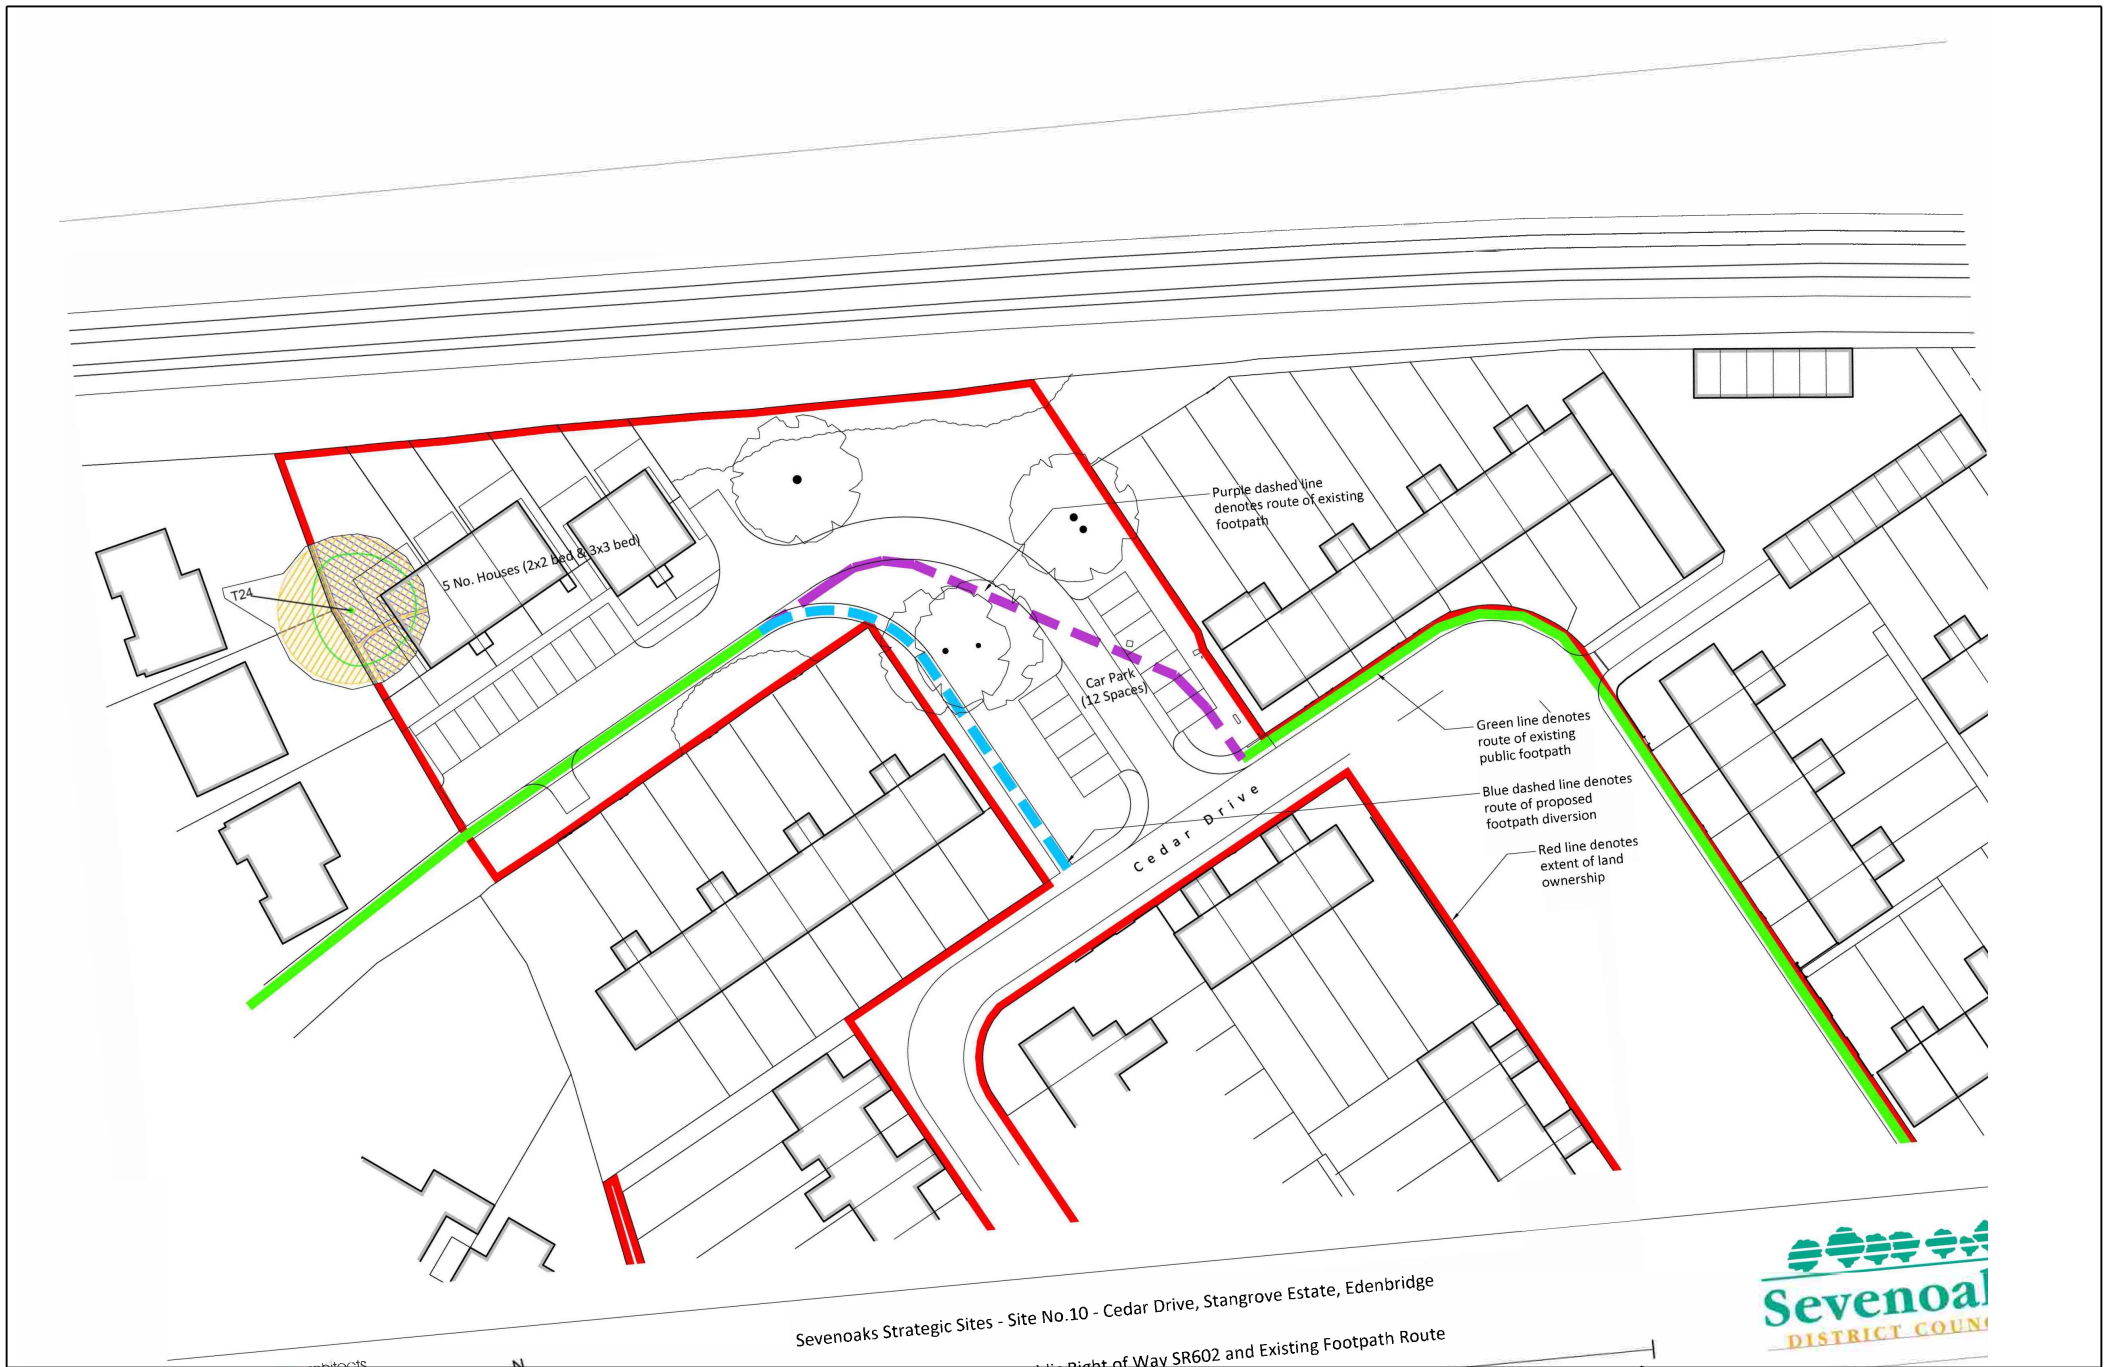 Purple dashed line
denotes route of existing
footpath
5 No. Houses (2x2 bed & 3x3 bed)
T24
Car Park
(12 Spaces)
Green line denotes
route of existing
public footpath
Blue dashed line denotes
route of proposed
footpath diversion
Cedar Drive
Red line denotes
extent of land
ownership
Sevenoaks Strategic Sites - Site No.10 - Cedar Drive, Stangrove Estate, Edenbridge
Right of Way SR602 and Existing Footpath Route
N
Sevenoa
DISTRICT COUN